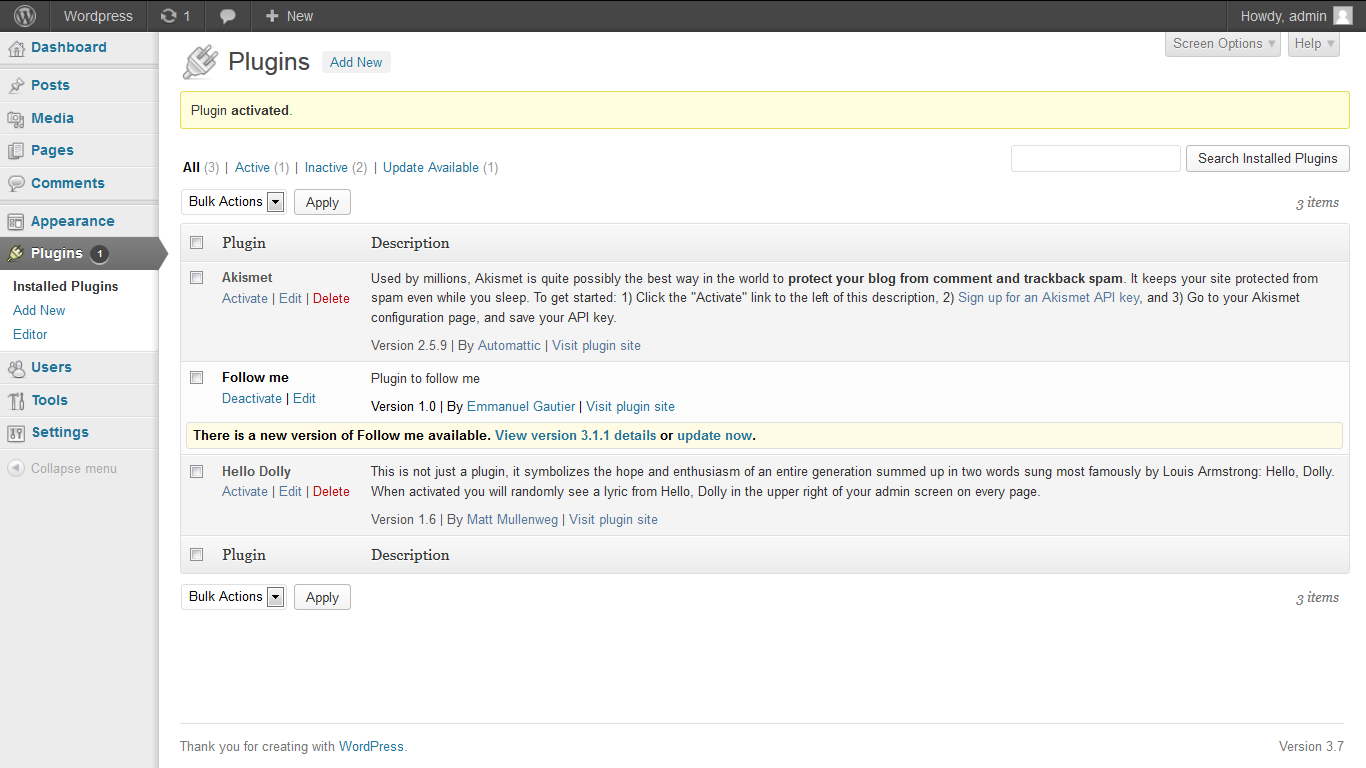 Wordpress 1 + New Howdy, admin
Screen Options Help
Dashboard
Posts
Media
Pages
Comments
Appearance
Plugins 1
Installed Plugins
Add New
Editor
Users
Tools
Settings
Collapse menu
Plugins Add New
Plugin activated.
All (3) | Active (1) | Inactive (2) | Update Available (1)
Search Installed Plugins
Bulk Actions Apply 3 items
Plugin Description
Akismet
Activate | Edit | Delete
Used by millions, Akismet is quite possibly the best way in the world to protect your blog from comment and trackback spam. It keeps your site protected from
spam even while you sleep. To get started: 1) Click the "Activate" link to the left of this description, 2) Sign up for an Akismet API key, and 3) Go to your Akismet
configuration page, and save your API key.
Version 2.5.9 | By Automattic | Visit plugin site
Follow me
Deactivate | Edit
Plugin to follow me
Version 1.0 | By Emmanuel Gautier | Visit plugin site
There is a new version of Follow me available. View version 3.1.1 details or update now.
Hello Dolly
Activate | Edit | Delete
This is not just a plugin, it symbolizes the hope and enthusiasm of an entire generation summed up in two words sung most famously by Louis Armstrong: Hello, Dolly.
When activated you will randomly see a lyric from Hello, Dolly in the upper right of your admin screen on every page.
Version 1.6 | By Matt Mullenweg | Visit plugin site
Plugin Description
Bulk Actions Apply 3 items
Thank you for creating with WordPress. Version 3.7